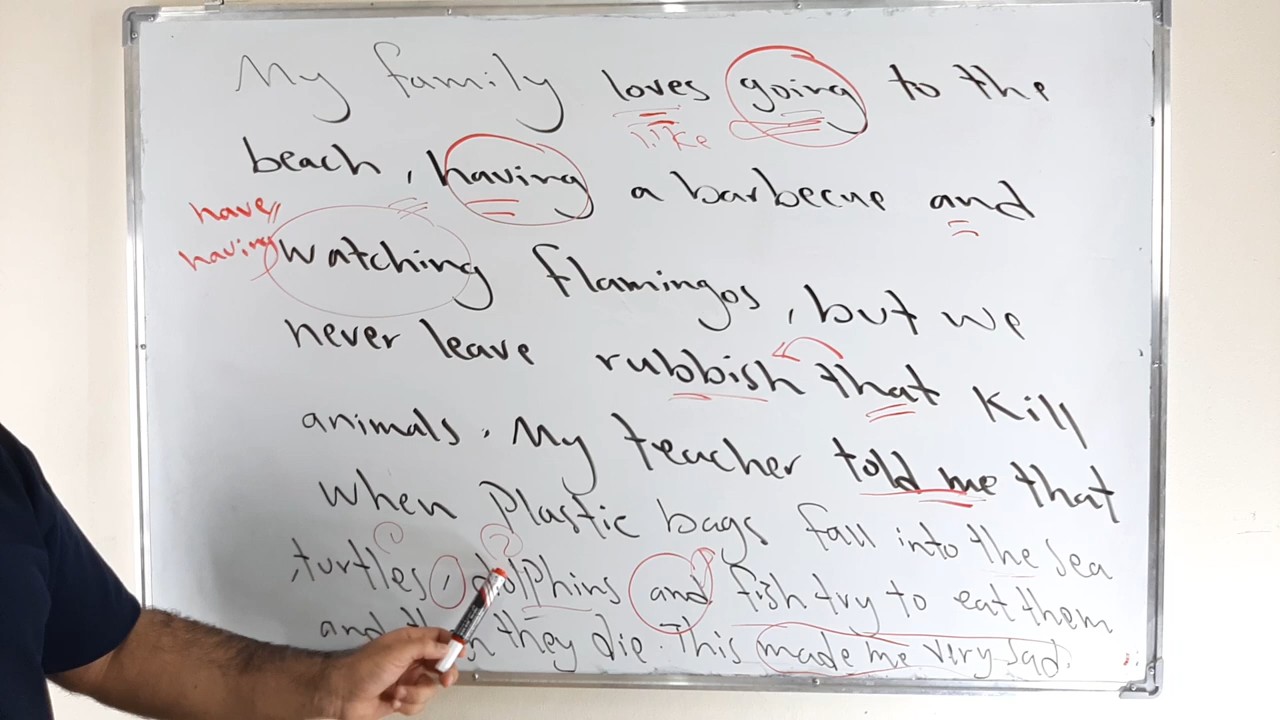 My family loves going to the
like
beach, having a barbecue and
have
having
watching flamingos, but we
never leave rubbish that kill
animals. My teacher told me that
when Plastic bags fall into the sea
1 2
,turtles, dolphins and fish try to eat them
and they die. This made me very sad.